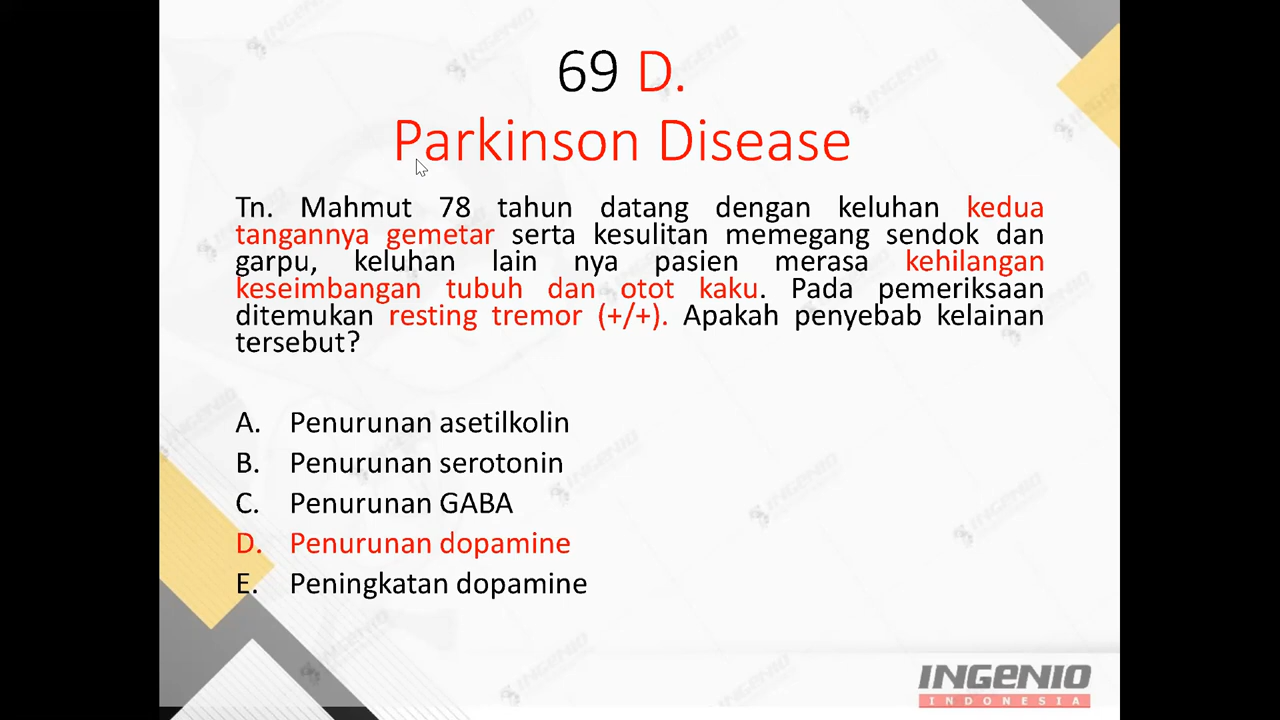 69 D.
Parkinson Disease
Tn. Mahmut 78 tahun datang dengan keluhan kedua
tangannya gemetar serta kesulitan memegang sendok dan
garpu, keluhan lain nya pasien merasa kehilangan
keseimbangan tubuh dan otot kaku. Pada pemeriksaan
ditemukan resting tremor (+/+). Apakah penyebab kelainan
tersebut?
A. Penurunan asetilkolin
B. Penurunan serotonin
C. Penurunan GABA
D. Penurunan dopamine
E. Peningkatan dopamine
INGENIO
INDONESIA